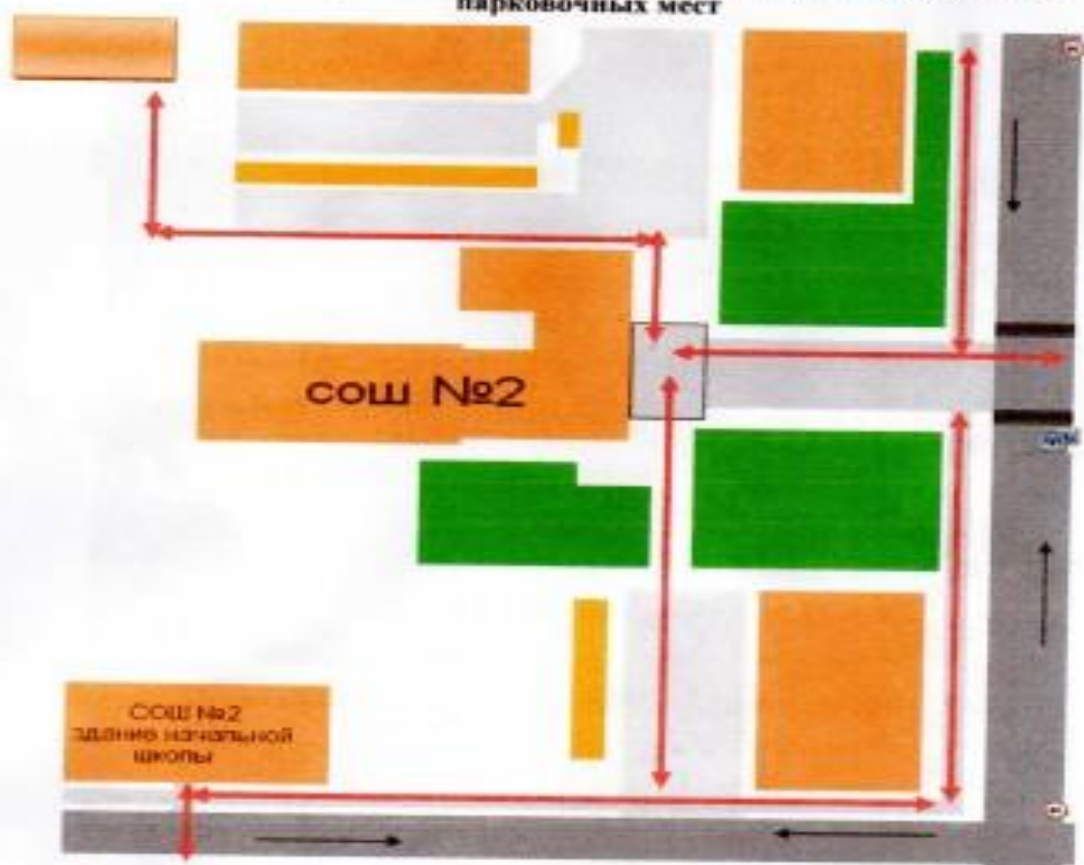 парковочных мест
сош №2
СОШ №2
здание начальной
школы